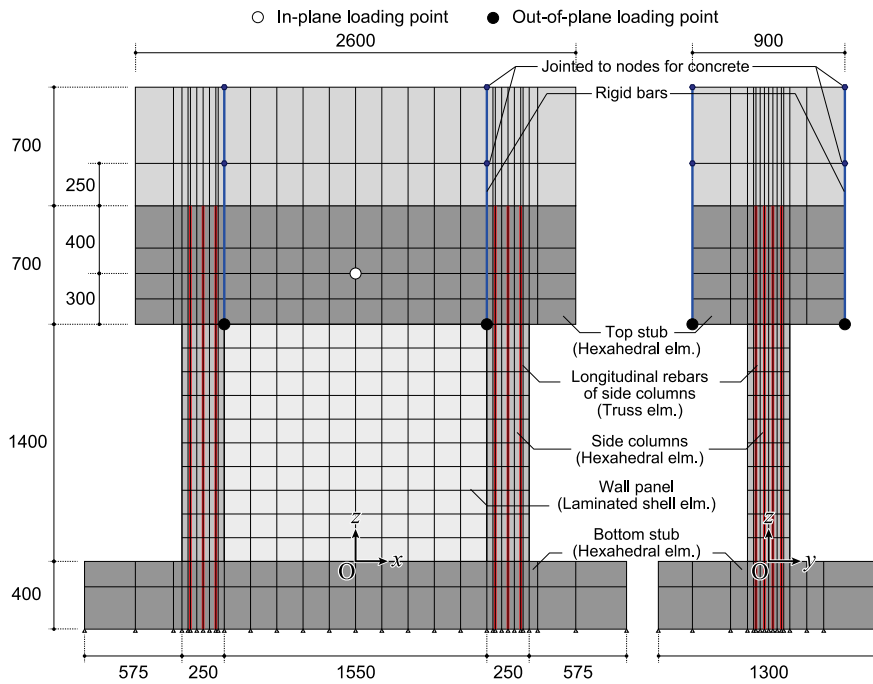 In-plane loading point
Out-of-plane loading point
2600
900
Jointed to nodes for concrete
Rigid bars
700
250
400
700
300
Top stub
(Hexahedral elm.)
Longitudinal rebars
of side columns
(Truss elm.)
1400
Side columns
(Hexahedral elm.)
Wall panel
(Laminated shell elm.)
z
z
Bottom stub
(Hexahedral elm.)
O
x
O
y
400
575
250
1550
250
575
1300